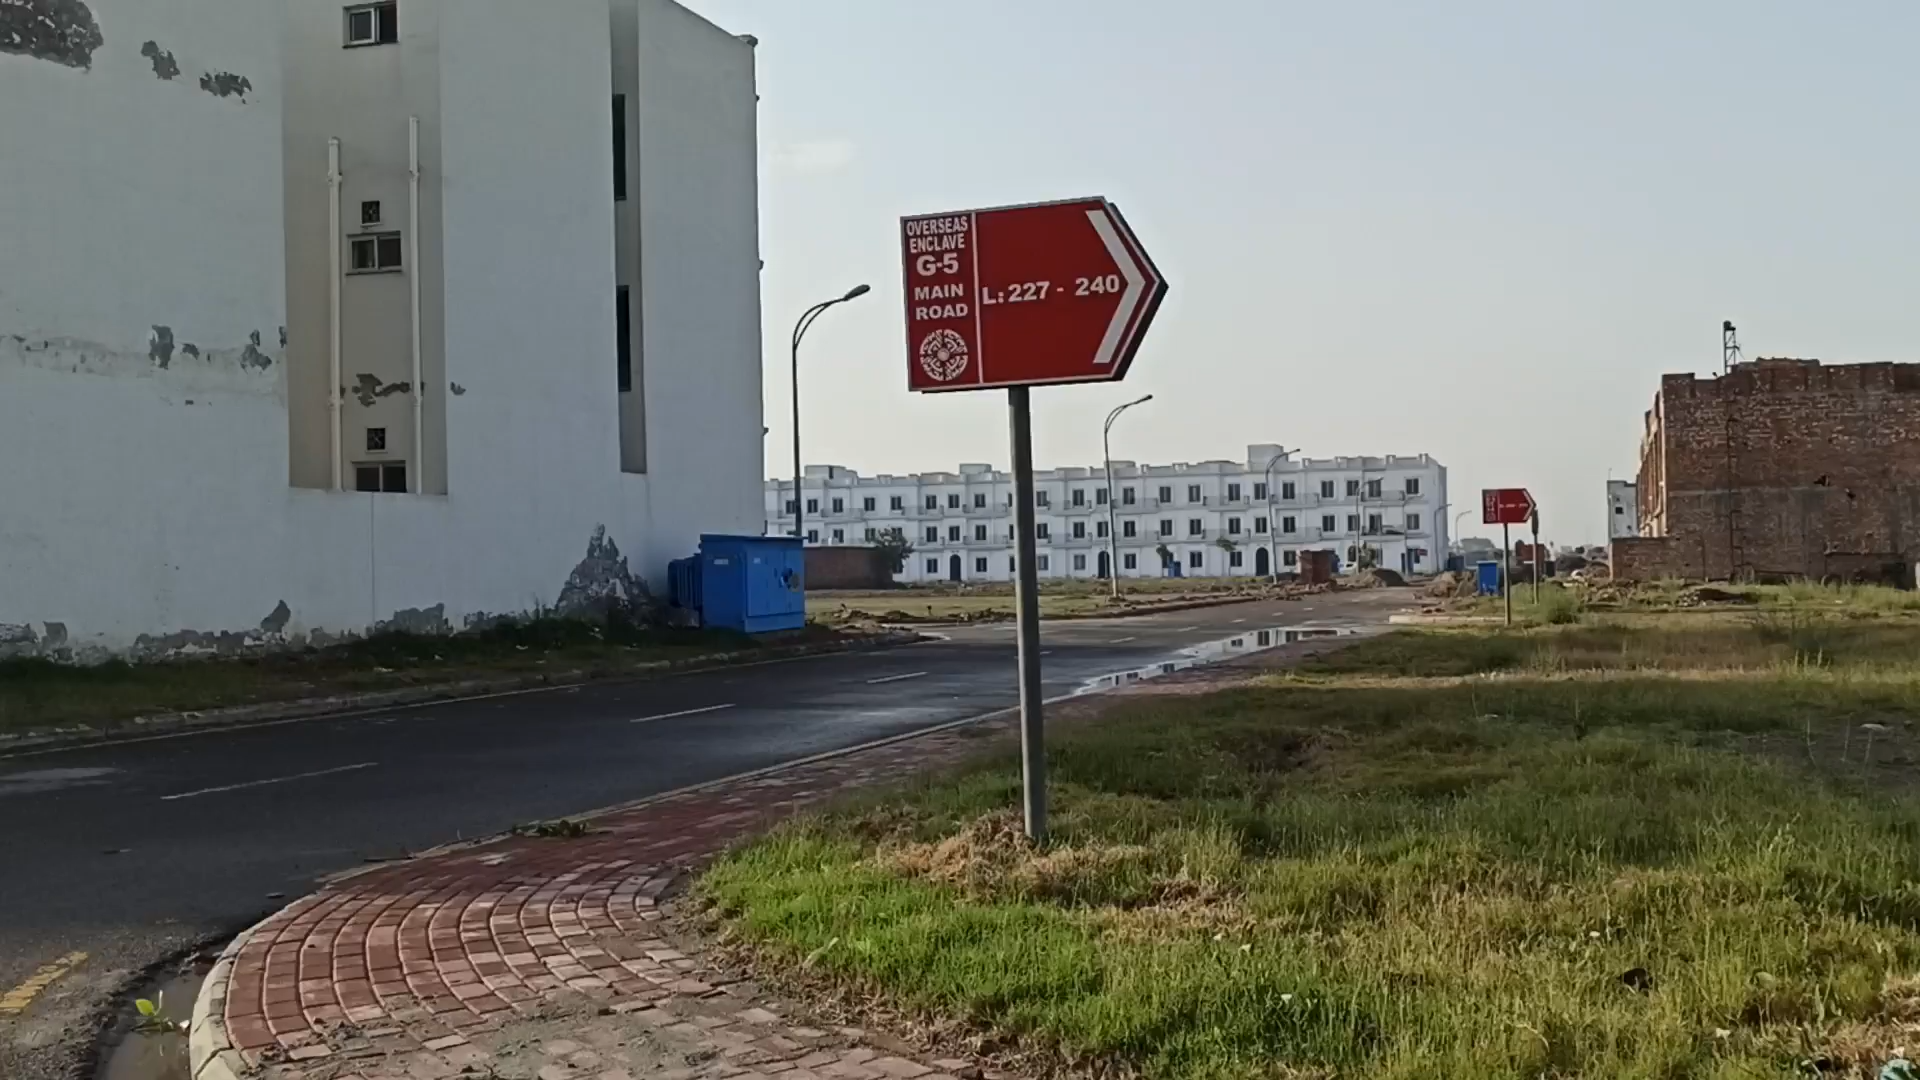 OVERSEAS
ENCLAVE
G-5
MAIN
ROAD
L:227 - 240